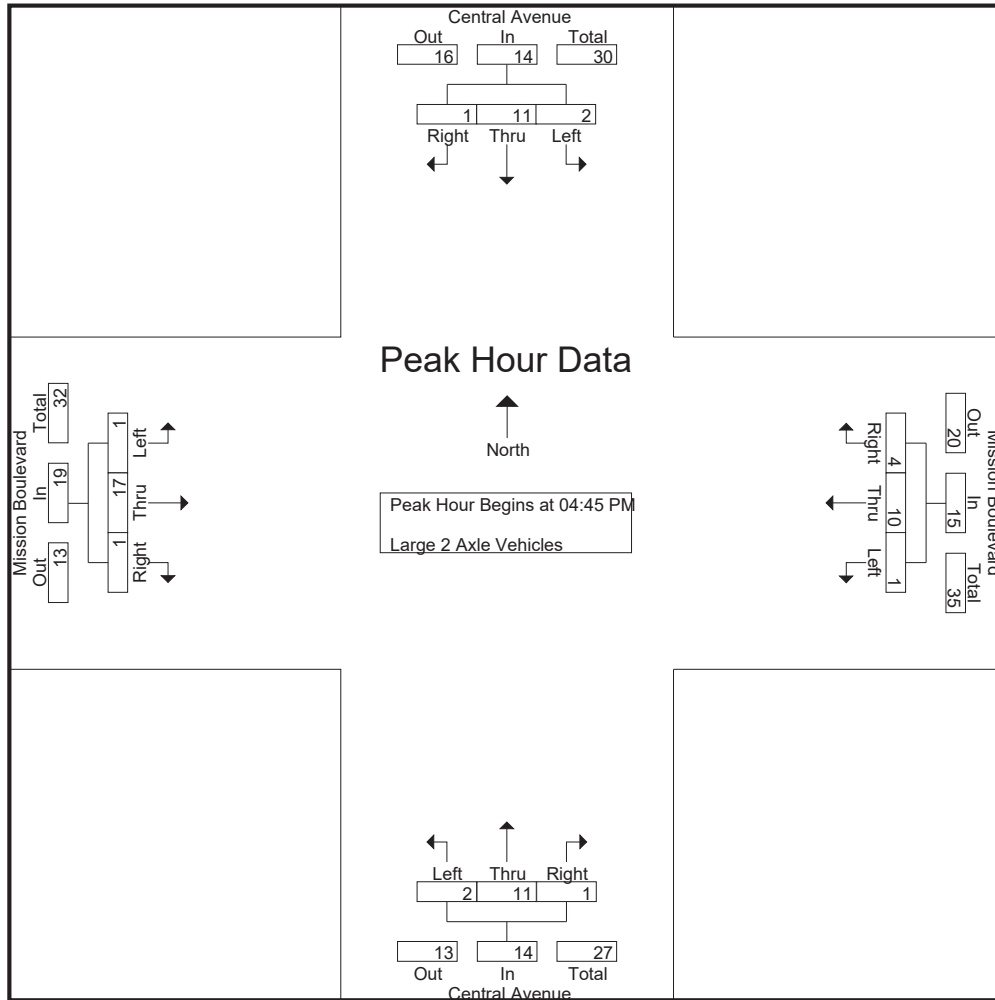 Central Avenue
Out In Total
16 14 30
1 11 2
Right Thru Left
Peak Hour Data
North
Peak Hour Begins at 04:45 PM
Large 2 Axle Vehicles
Mission Boulevard
Out In Total
13 19 32
Left Thru Right
1 17 1
Mission Boulevard
Out In Total
20 15 35
Right Thru Left
4 10 1
Left Thru Right
2 11 1
13 14 27
Out In Total
Central Avenue